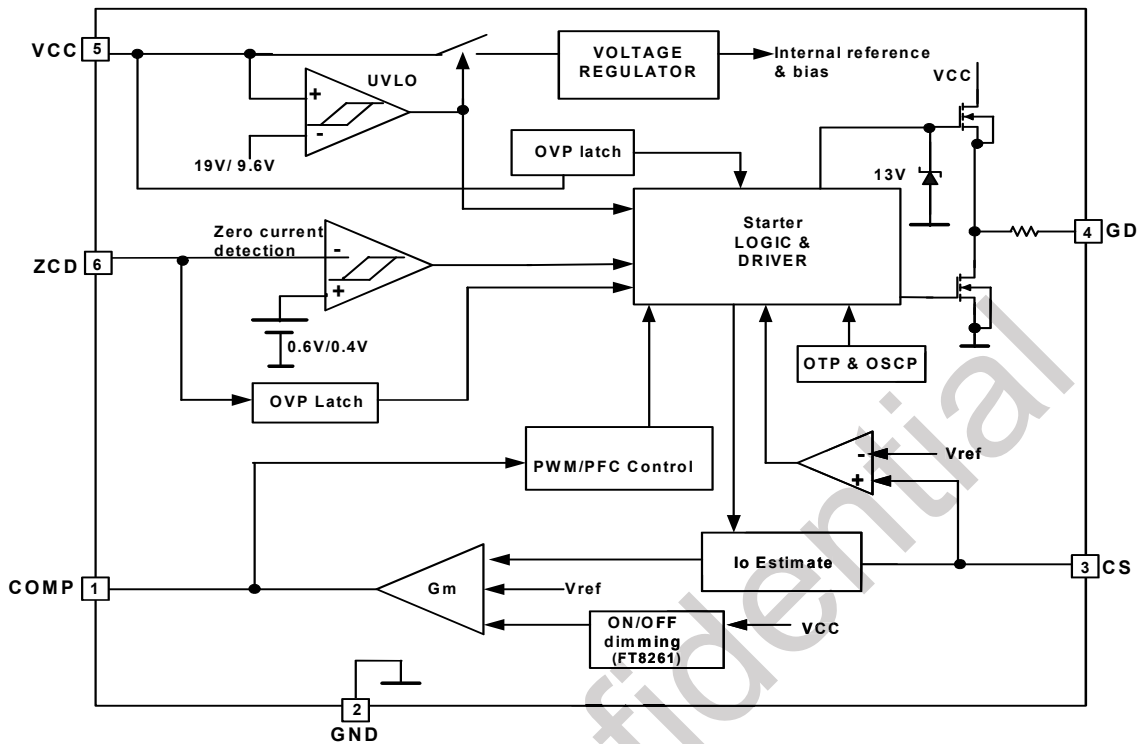 VCC
5
UVLO
+
-
19V/ 9.6V
VOLTAGE
REGULATOR
Internal reference
& bias
VCC
OVP latch
13V
Starter
LOGIC &
DRIVER
4
GD
Zero current
detection
ZCD
6
-
+
0.6V/0.4V
OVP Latch
OTP & OSCP
PWM/PFC Control
-
+
Vref
COMP
1
Gm
Vref
Io Estimate
3
CS
ON/OFF
dimming
(FT8261)
VCC
2
GND
fidential